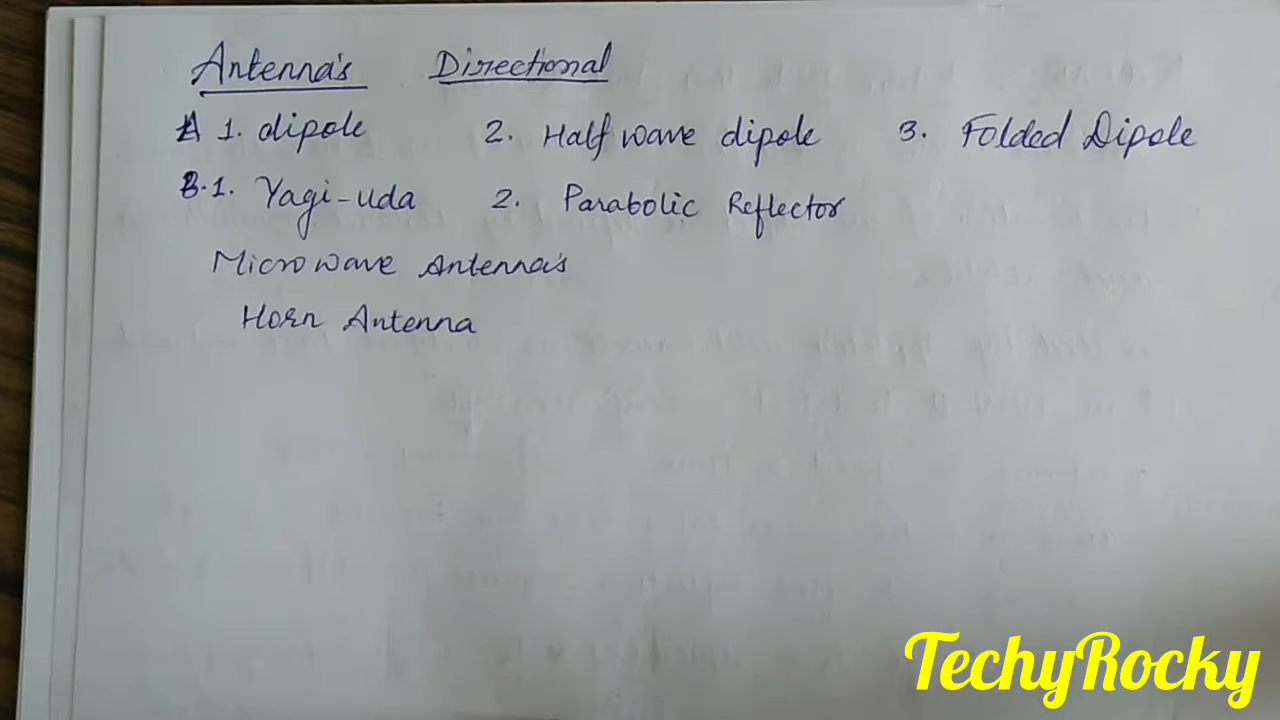 Antenna's Directional
A 1. dipole 2. Half wave dipole 3. Folded Dipole
B.1. Yagi-uda 2. Parabolic Reflector
Microwave Antenna's
Horn Antenna
TechyRocky